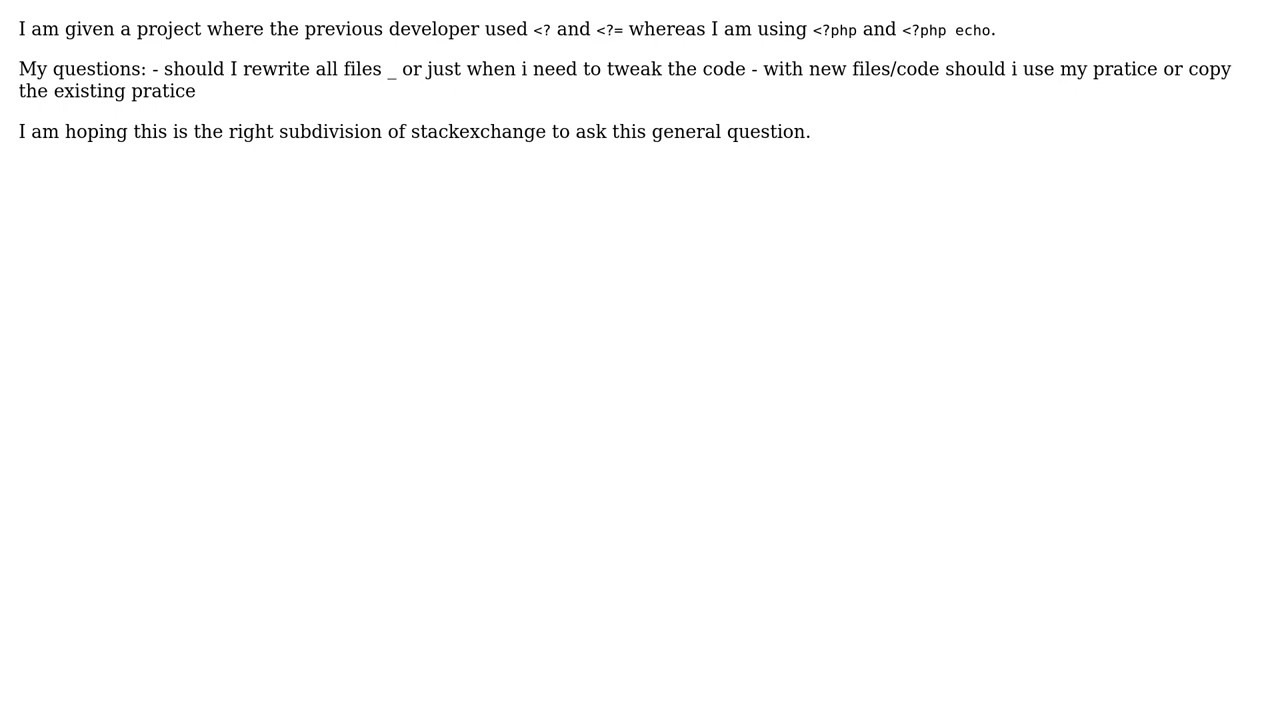 I am given a project where the previous developer used <? and <?= whereas I am using <?php and <?php echo.
My questions: - should I rewrite all files _ or just when i need to tweak the code - with new files/code should i use my pratice or copy
the existing pratice
I am hoping this is the right subdivision of stackexchange to ask this general question.